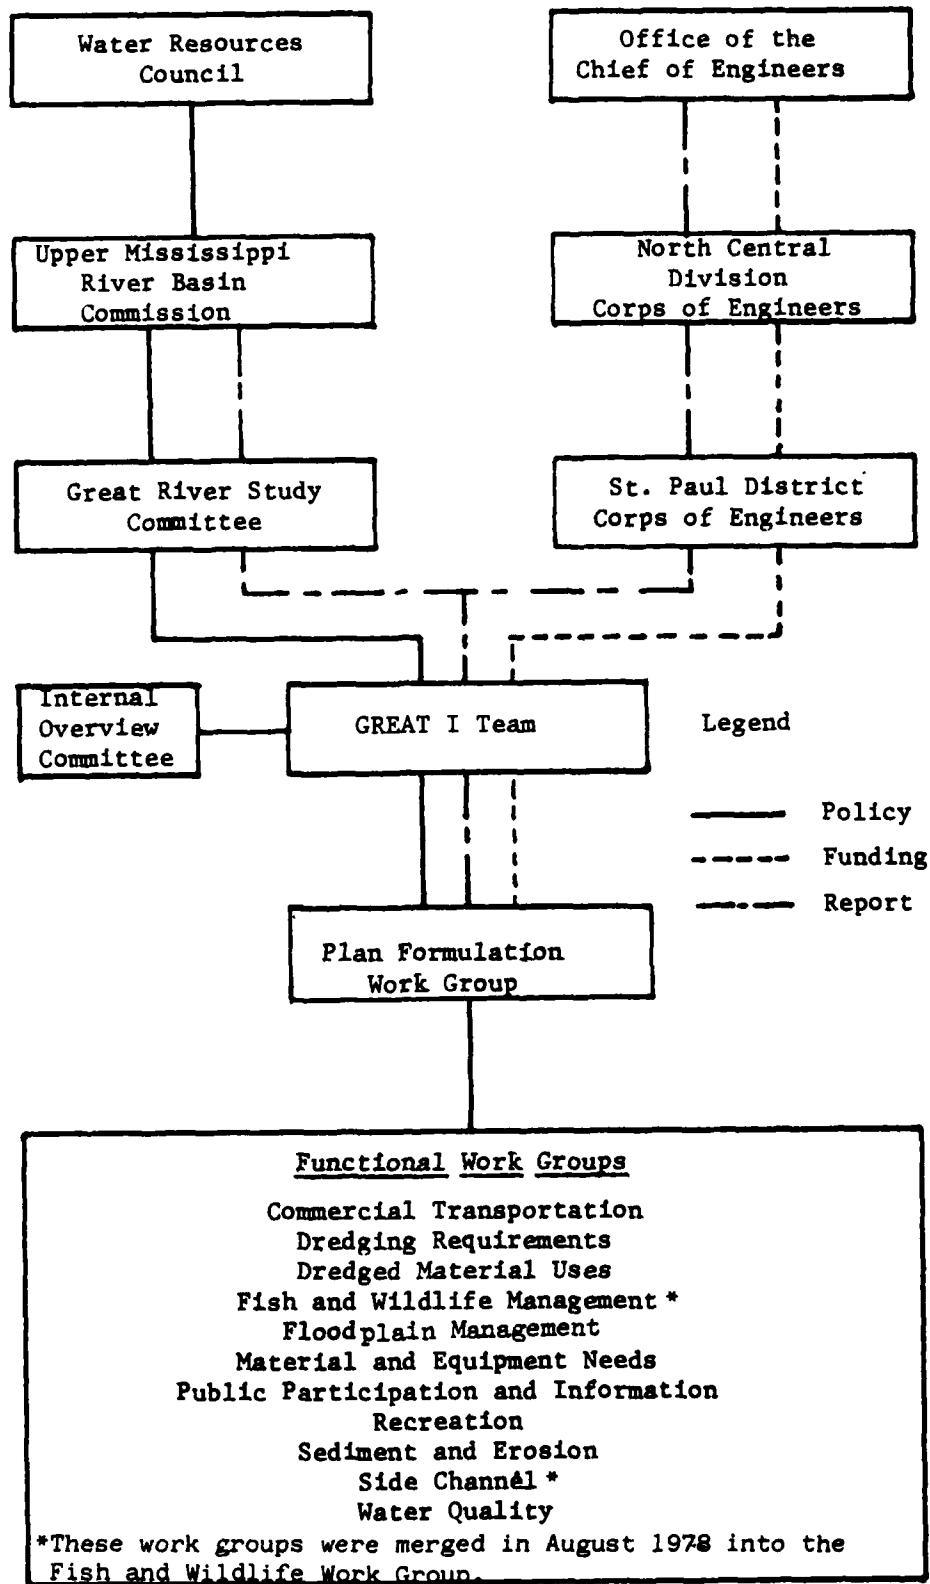 Water Resources
Council
Office of the
Chief of Engineers
Upper Mississippi
River Basin
Commission
North Central
Division
Corps of Engineers
Great River Study
Committee
St. Paul District
Corps of Engineers
Internal
Overview
Committee
GREAT I Team
Legend
Policy
Funding
Report
Plan Formulation
Work Group
Functional Work Groups
Commercial Transportation
Dredging Requirements
Dredged Material Uses
Fish and Wildlife Management *
Floodplain Management
Material and Equipment Needs
Public Participation and Information
Recreation
Sediment and Erosion
Side Channel *
Water Quality
*These work groups were merged in August 1978 into the
Fish and Wildlife Work Group.